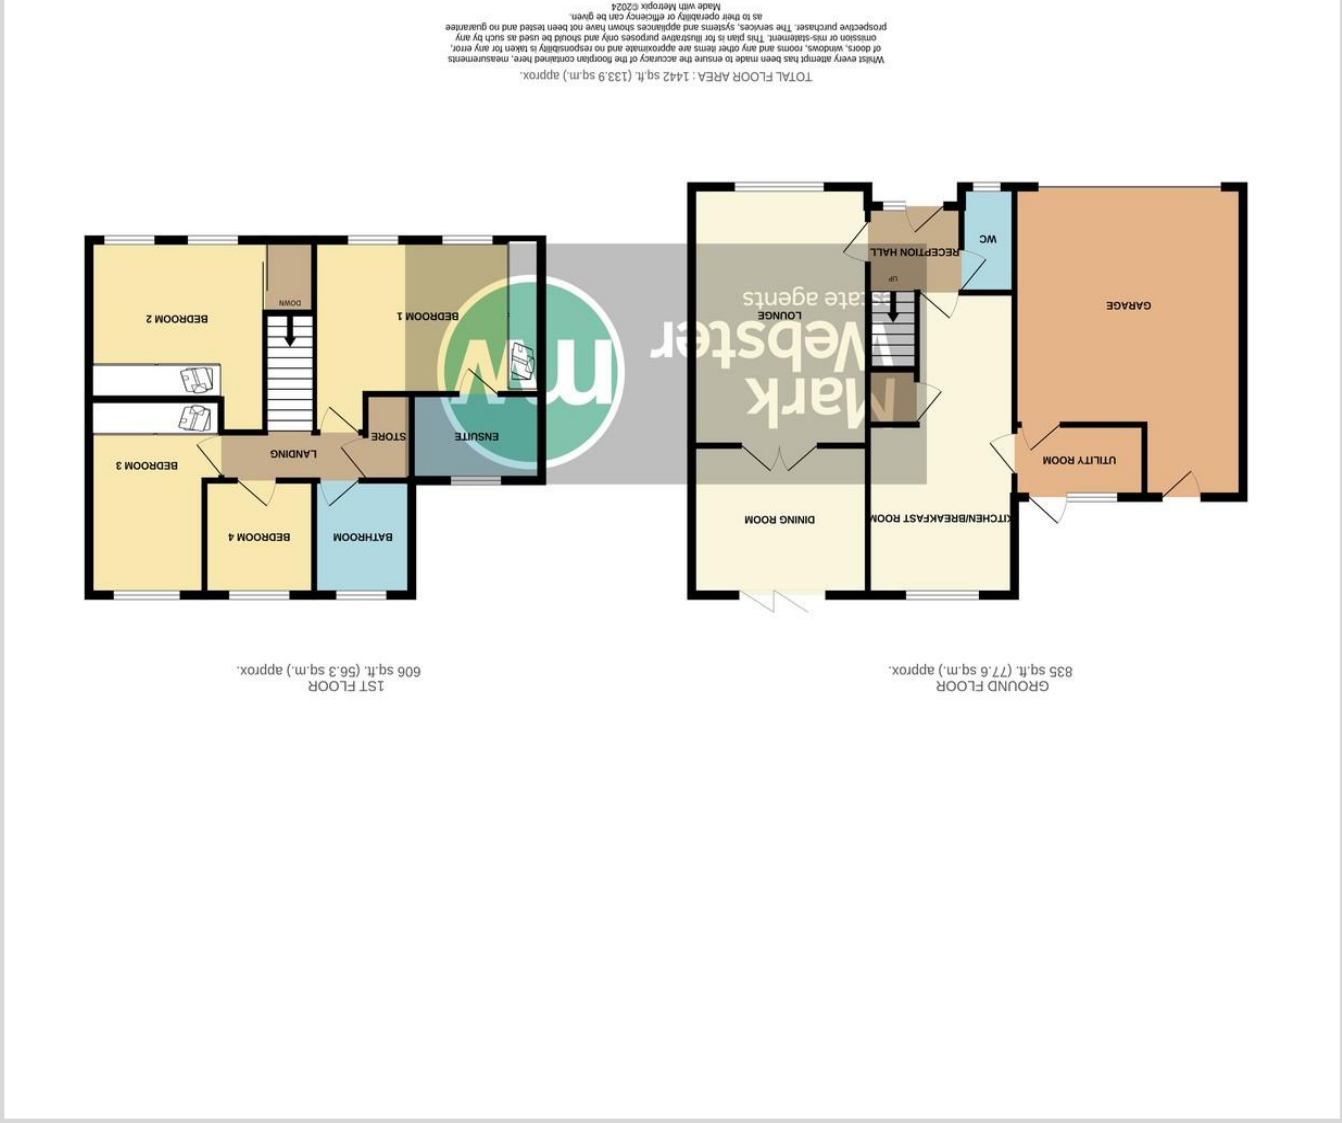 GROUND FLOOR
835 sq.ft. (77.6 sq.m.) approx.
1ST FLOOR
606 sq.ft. (56.3 sq.m.) approx.
DINING ROOM
KITCHEN/BREAKFAST ROOM
UTILITY ROOM
LOUNGE
GARAGE
UP
RECEPTION HALL
WC
BATHROOM
BEDROOM 4
BEDROOM 3
LANDING
STORE
ENSUITE
BEDROOM 1
BEDROOM 2
DOWN
mw
Mark
Webster
estate agents
TOTAL FLOOR AREA : 1442 sq.ft. (133.9 sq.m.) approx.
Whilst every attempt has been made to ensure the accuracy of the floorplan contained here, measurements
of doors, windows, rooms and any other items are approximate and no responsibility is taken for any error,
omission or mis-statement. This plan is for illustrative purposes only and should be used as such by any
prospective purchaser. The services, systems and appliances shown have not been tested and no guarantee
as to their operability or efficiency can be given.
Made with Metropix ©2024